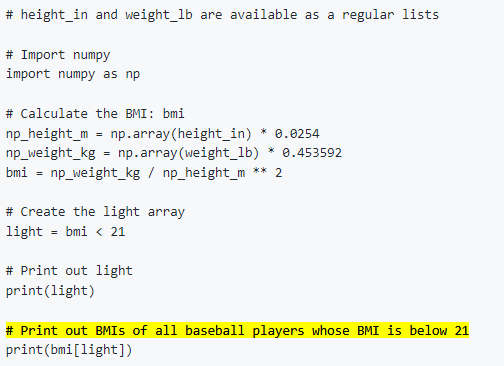 # height_in and weight_lb are available as a regular lists
# Import numpy
import numpy as np
# Calculate the BMI: bmi
np_height_m = np.array(height_in) * 0.0254
np_weight_kg = np.array(weight_lb) * 0.453592
bmi = np_weight_kg / np_height_m ** 2
# Create the light array
light = bmi < 21
# Print out light
print(light)
# Print out BMIs of all baseball players whose BMI is below 21
print(bmi[light])